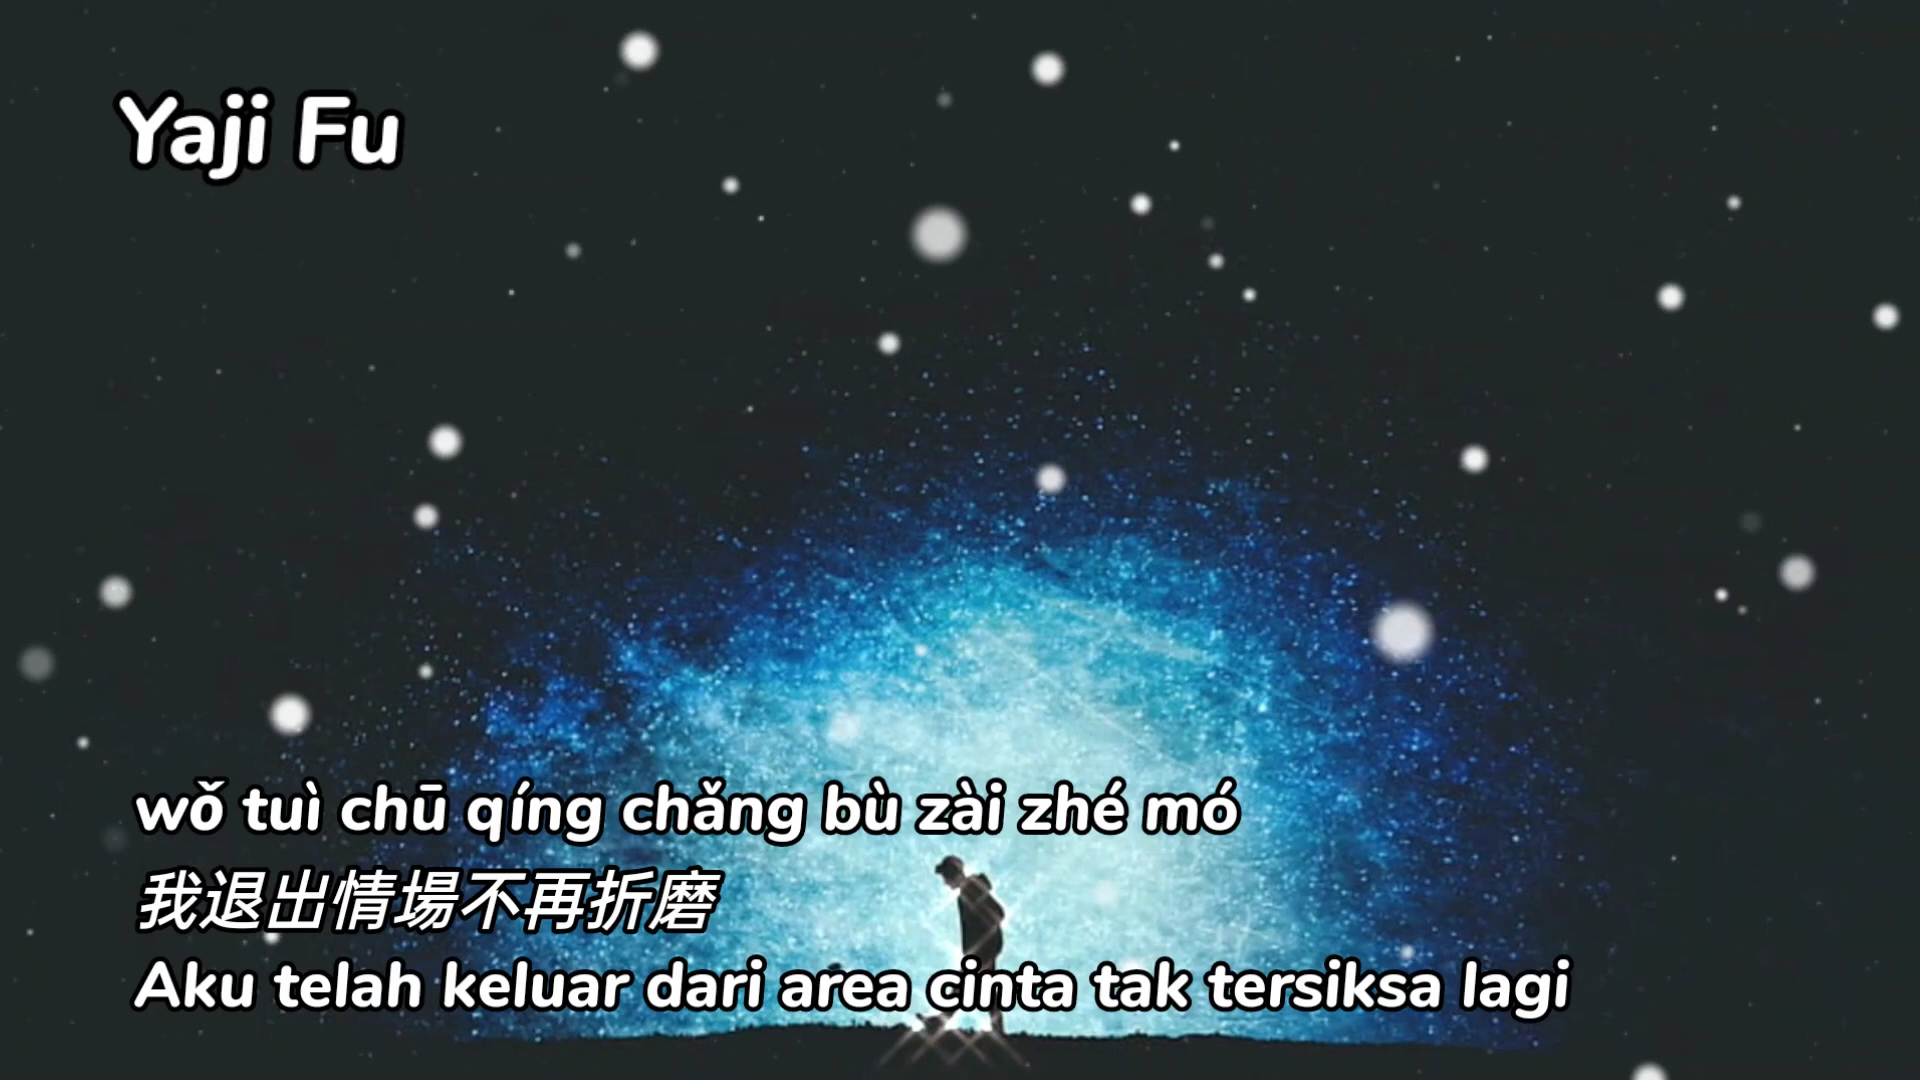 Yaji Fu
wǒ tuì chū qíng chǎng bù zài zhé mó
我退出情場不再折磨
Aku telah keluar dari area cinta tak tersiksa lagi